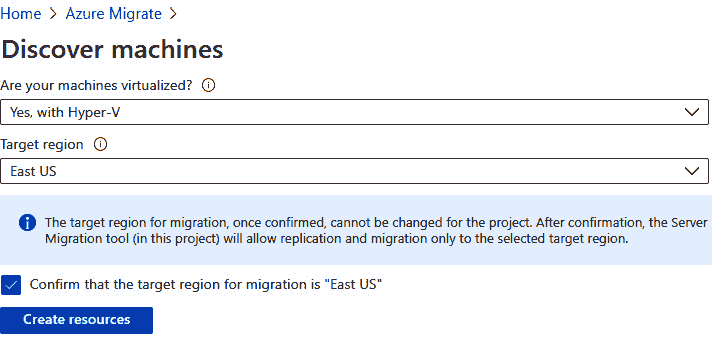 Home > Azure Migrate >
Discover machines
Are your machines virtualized?
Yes, with Hyper-V
Target region
East US
The target region for migration, once confirmed, cannot be changed for the project. After confirmation, the Server
Migration tool (in this project) will allow replication and migration only to the selected target region.
Confirm that the target region for migration is "East US"
Create resources